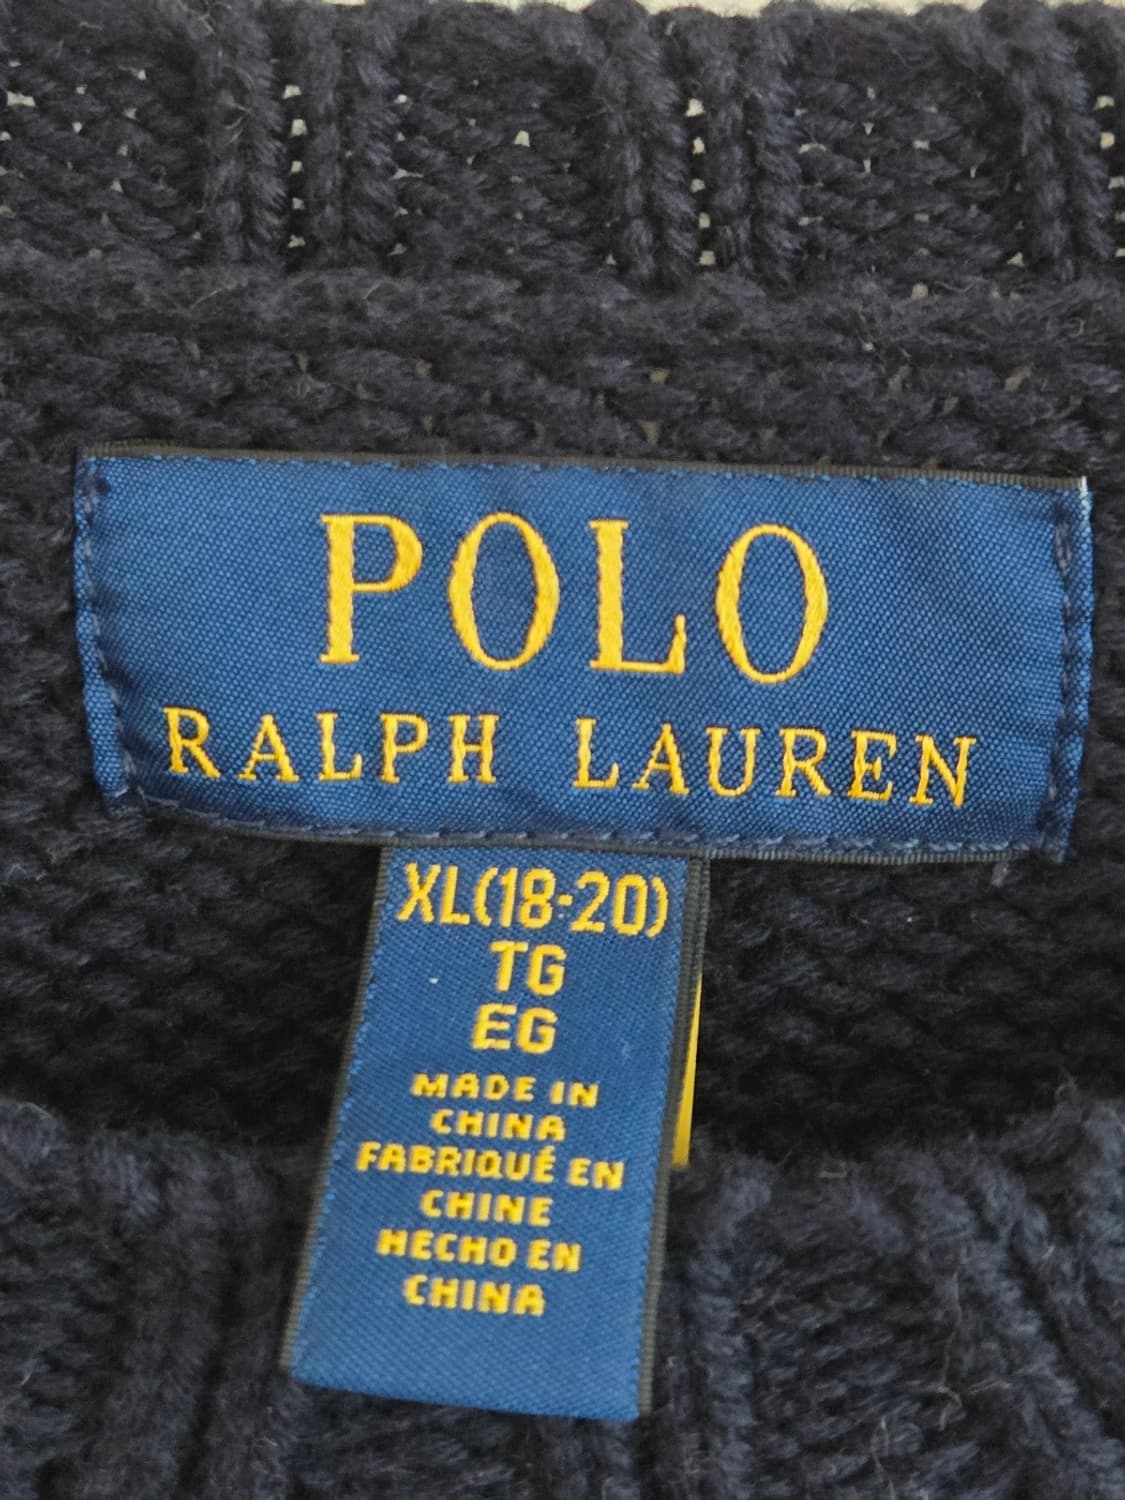 POLO
RALPH LAUREN
XL(18-20)
TG
EG
MADE IN
CHINA
FABRIQUÉ EN
CHINE
HECHO EN
CHINA